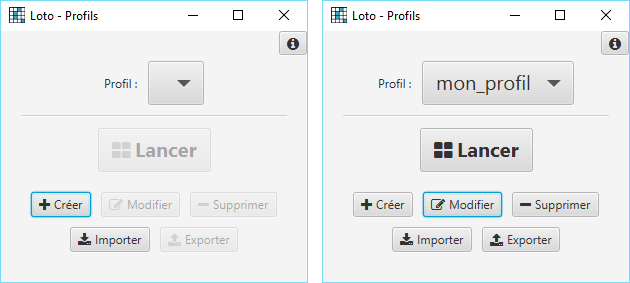 Loto - Profils
Profil :
Lancer
Créer Modifier Supprimer
Importer Exporter
Loto - Profils
Profil : mon_profil
Lancer
Créer Modifier Supprimer
Importer Exporter